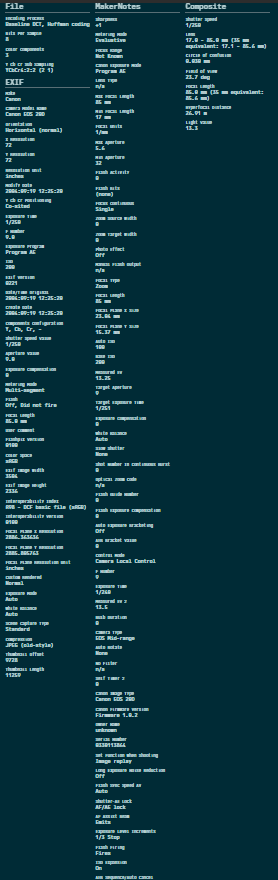 File
Encoding Process
Baseline DCT, Huffman coding
Bits Per Sample
8
Color Components
3
Y Cb Cr Sub Sampling
YCbCr4:2:2 (2 1)
EXIF
Make
Canon
Camera Model Name
Canon EOS 20D
Orientation
Horizontal (normal)
X Resolution
72
Y Resolution
72
Resolution Unit
inches
Modify Date
2004:09:19 12:25:20
Y Cb Cr Positioning
Co-sited
Exposure Time
1/250
F Number
9.0
Exposure Program
Program AE
ISO
200
Exif Version
0221
Date/Time Original
2004:09:19 12:25:20
Create Date
2004:09:19 12:25:20
Components Configuration
Y, Cb, Cr, -
Shutter Speed Value
1/250
Aperture Value
9.0
Exposure Compensation
0
Metering Mode
Multi-segment
Flash
Off, Did not fire
Focal Length
85.0 mm
User Comment
Flashpix Version
0100
Color Space
sRGB
Exif Image Width
3504
Exif Image Height
2336
Interoperability Index
R98 - DCF basic file (sRGB)
Interoperability Version
0100
Focal Plane X Resolution
Focal Plane Y Resolution
Focal Plane Resolution Unit
inches
Custom Rendered
Normal
Exposure Mode
Auto
White Balance
Auto
Scene Capture Type
Standard
Compression
JPEG (old-style)
Thumbnail Offset
9728
Thumbnail Length
11259
MakerNotes
Sharpness
+1
Metering Mode
Evaluative
Focus Range
Not Known
Canon Exposure Mode
Program AE
Lens Type
n/a
Max Focal Length
85 mm
Min Focal Length
17 mm
Focal Units
1/mm
Max Aperture
5.6
Min Aperture
32
Flash Activity
0
Flash Bits
(none)
Focus Continuous
Single
Zoom Source Width
0
Zoom Target Width
0
Photo Effect
Off
Manual Flash Output
n/a
Focal Type
Zoom
Focal Length
85 mm
Focal Plane X Size
23.04 mm
Focal Plane Y Size
15.37 mm
Auto ISO
100
Base ISO
200
Measured EV
13.25
Target Aperture
9
Target Exposure Time
1/251
Exposure Compensation
0
White Balance
Auto
Slow Shutter
None
Shot Number In Continuous Burst
0
Optical Zoom Code
n/a
Flash Guide Number
0
Flash Exposure Compensation
0
Auto Exposure Bracketing
Off
AEB Bracket Value
0
Control Mode
Camera Local Control
F Number
9
Exposure Time
Measured EV 2
13.5
Bulb Duration
0
Camera Type
EOS Mid-range
Auto Rotate
None
ND Filter
n/a
Self Timer 2
0
Canon Image Type
Canon EOS 20D
Canon Firmware Version
Firmware 1.0.2
Owner Name
unknown
Serial Number
Set Function When Shooting
Image replay
Long Exposure Noise Reduction
Off
Flash Sync Speed Av
Auto
Shutter-AE Lock
AF/AE lock
AF Assist Beam
Emits
Exposure Level Increments
1/3 Stop
Flash Firing
Fires
ISO Expansion
On
AEB Sequence/Auto Cancel
Composite
Shutter Speed
1/250
Lens
17.0 - 85.0 mm (35 mm
equivalent: 17.1 - 85.6 mm)
Circle Of Confusion
0.030 mm
Field Of View
23.7 deg
Focal Length
85.0 mm (35 mm equivalent:
85.6 mm)
Hyperfocal Distance
26.91 m
Light Value
13.3